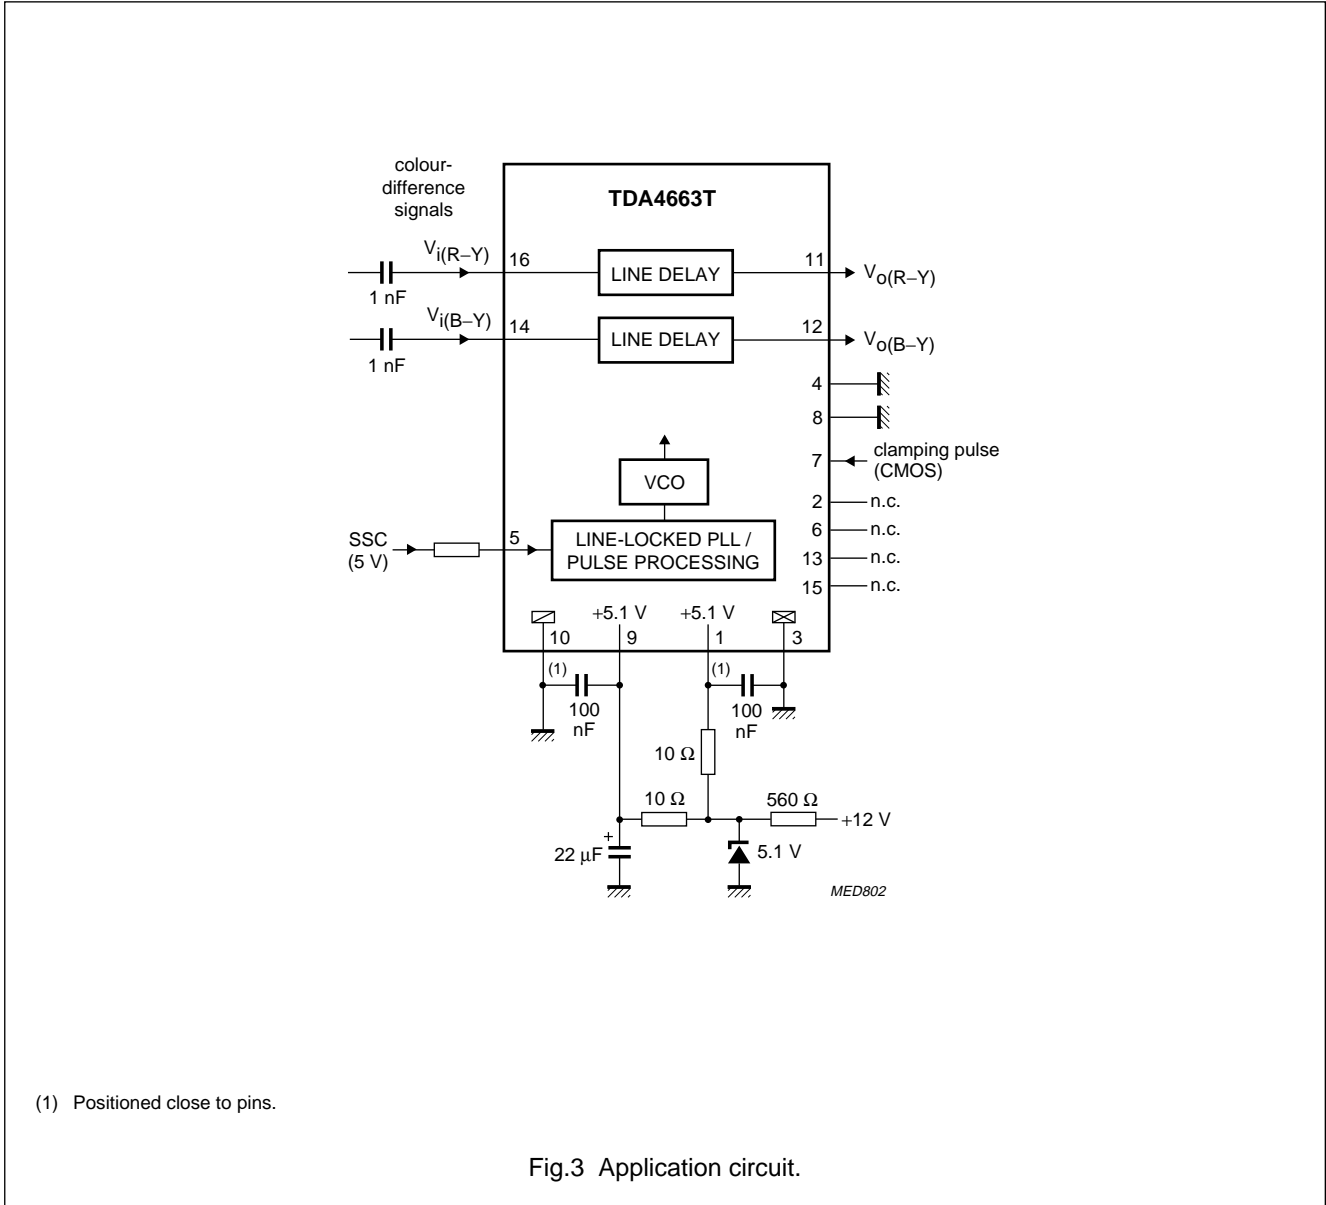 colour-
difference
signals
TDA4663T
Vi(R–Y)
16
LINE DELAY
11
Vo(R–Y)
1 nF
Vi(B–Y)
14
LINE DELAY
12
Vo(B–Y)
1 nF
4
8
7
clamping pulse
(CMOS)
VCO
2
n.c.
6
n.c.
13
n.c.
15
n.c.
SSC
(5 V)
5
LINE-LOCKED PLL /
PULSE PROCESSING
+5.1 V
+5.1 V
10
9
1
3
(1)
(1)
100
nF
100
nF
10 Ω
10 Ω
560 Ω
+12 V
+
22 μF
5.1 V
MED802
(1) Positioned close to pins.
Fig.3 Application circuit.